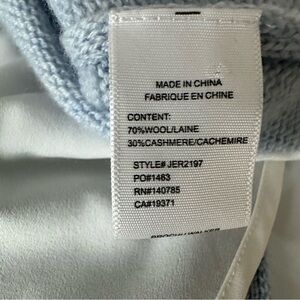 MADE IN CHINA
FABRIQUE EN CHINE
CONTENT:
70%WOOL/LAINE
30%CASHMERE/CACHEMIRE
STYLE# JER2197
PO#1463
RN#140785
CA#19371